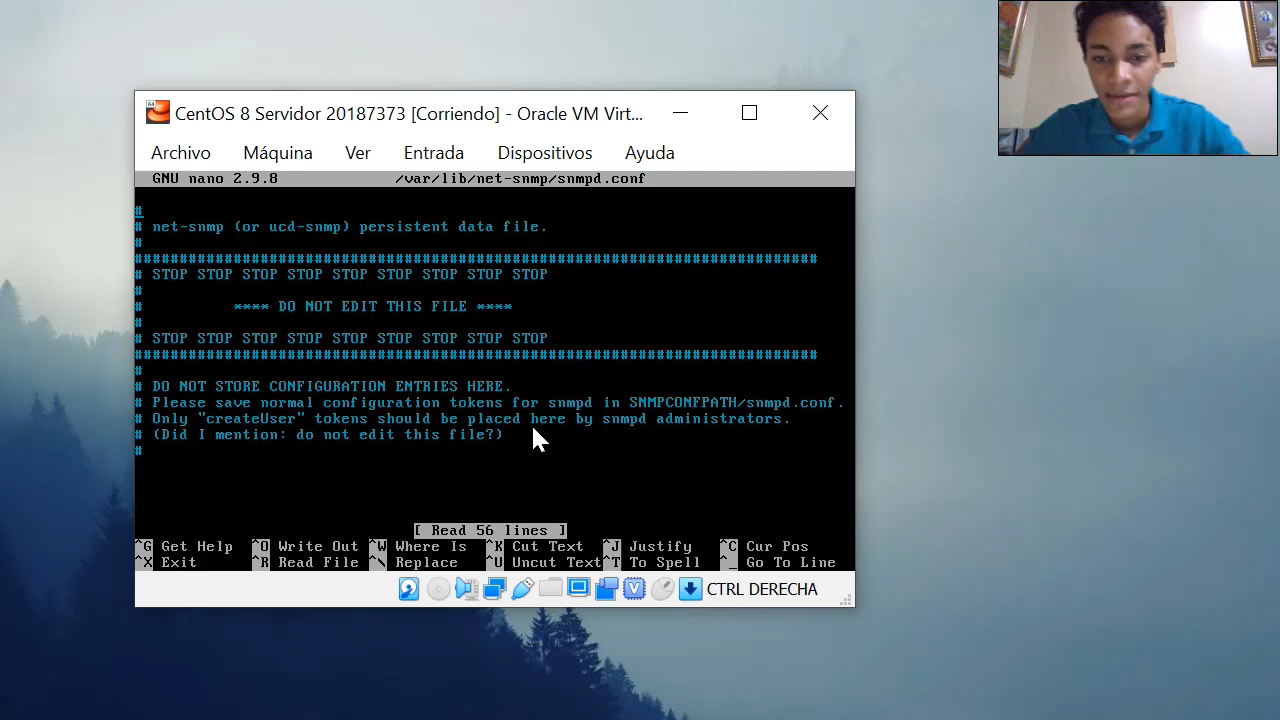 CentOS 8 Servidor 20187373 [Corriendo] - Oracle VM Virt...
Archivo Máquina Ver Entrada Dispositivos Ayuda
GNU nano 2.9.8 /var/lib/net-snmp/snmpd.conf
#
# net-snmp (or ucd-snmp) persistent data file.
#
############################################################################
# STOP STOP STOP STOP STOP STOP STOP STOP STOP
#
# **** DO NOT EDIT THIS FILE ****
#
# STOP STOP STOP STOP STOP STOP STOP STOP STOP
############################################################################
#
# DO NOT STORE CONFIGURATION ENTRIES HERE.
# Please save normal configuration tokens for snmpd in SNMPCONFPATH/snmpd.conf.
# Only "createUser" tokens should be placed here by snmpd administrators.
# (Did I mention: do not edit this file?)
#
[ Read 56 lines ]
^G Get Help ^O Write Out ^W Where Is ^K Cut Text ^J Justify ^C Cur Pos
^X Exit ^R Read File ^\ Replace ^U Uncut Text ^T To Spell ^_ Go To Line
CTRL DERECHA